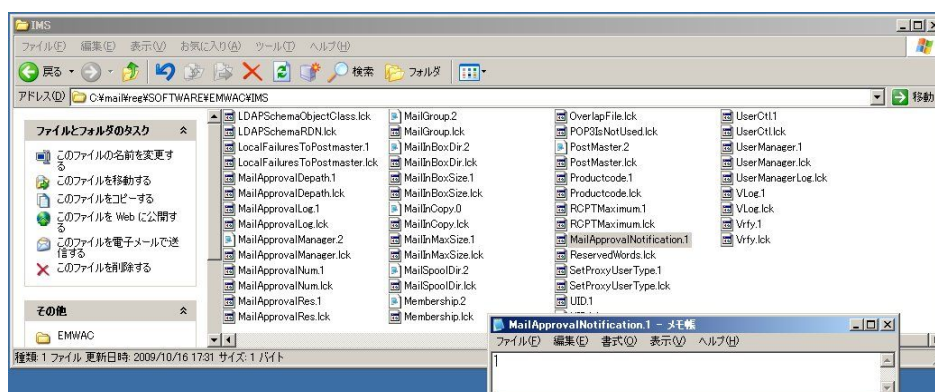 IMS
ファイル(F) 編集(E) 表示(V) お気に入り(A) ツール(T) ヘルプ(H)
戻る 検索 フォルダ
アドレス(D) C:¥mail¥reg¥SOFTWARE¥EMWAC¥IMS 移動
ファイルとフォルダのタスク
このファイルの名前を変更する
このファイルを移動する
このファイルをコピーする
このファイルを Web に公開する
このファイルを電子メールで送信する
このファイルを削除する
その他
EMWAC
LDAPSchemaObjectClass.lck
LDAPSchemaRDN.lck
LocalFailuresToPostmaster.1
LocalFailuresToPostmaster.lck
MailApprovalDepath.1
MailApprovalDepath.lck
MailApprovalLog.1
MailApprovalLog.lck
MailApprovalManager.2
MailApprovalManager.lck
MailApprovalNum.1
MailApprovalNum.lck
MailApprovalRes.1
MailApprovalRes.lck
MailGroup.2
MailGroup.lck
MailInBoxDir.2
MailInBoxDir.lck
MailInBoxSize.1
MailInBoxSize.lck
MailInCopy.0
MailInCopy.lck
MailInMaxSize.1
MailInMaxSize.lck
MailSpoolDir.2
MailSpoolDir.lck
Membership.2
Membership.lck
OverlapFile.lck
POP3IsNotUsed.lck
PostMaster.2
PostMaster.lck
Productcode.1
Productcode.lck
RCPTMaximum.1
RCPTMaximum.lck
MailApprovalNotification.1
ReservedWords.lck
SetProxyUserType.1
SetProxyUserType.lck
UID.1
UserCtl.1
UserCtl.lck
UserManager.1
UserManager.lck
UserManagerLog.lck
VLog.1
VLog.lck
Vrfy.1
Vrfy.lck
種類: 1 ファイル 更新日時: 2009/10/16 17:31 サイズ: 1 バイト
MailApprovalNotification.1 - メモ帳
ファイル(F) 編集(E) 書式(O) 表示(V) ヘルプ(H)
1